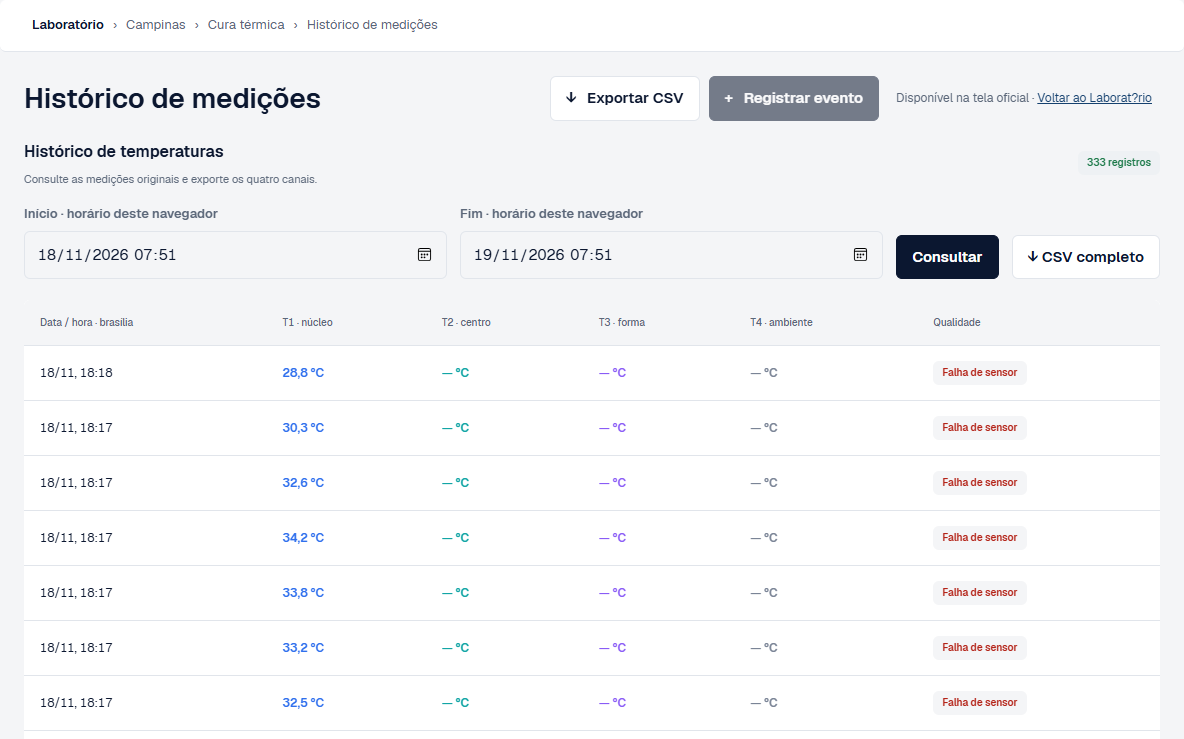 Laboratório › Campinas › Cura térmica › Histórico de medições
Histórico de medições
↓ Exportar CSV
+ Registrar evento
Disponível na tela oficial · Voltar ao Laborat?rio
Histórico de temperaturas
333 registros
Consulte as medições originais e exporte os quatro canais.
Início · horário deste navegador
Fim · horário deste navegador
18/11/2026 07:51
19/11/2026 07:51
Consultar
↓ CSV completo
Data / hora · brasilia T1 · núcleo T2 · centro T3 · forma T4 · ambiente Qualidade
18/11, 18:18 28,8 °C — °C — °C — °C Falha de sensor
18/11, 18:17 30,3 °C — °C — °C — °C Falha de sensor
18/11, 18:17 32,6 °C — °C — °C — °C Falha de sensor
18/11, 18:17 34,2 °C — °C — °C — °C Falha de sensor
18/11, 18:17 33,8 °C — °C — °C — °C Falha de sensor
18/11, 18:17 33,2 °C — °C — °C — °C Falha de sensor
18/11, 18:17 32,5 °C — °C — °C — °C Falha de sensor